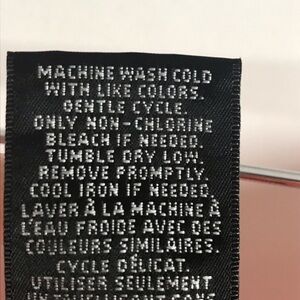 MACHINE WASH COLD
WITH LIKE COLORS.
GENTLE CYCLE.
ONLY NON-CHLORINE
BLEACH IF NEEDED.
TUMBLE DRY LOW.
REMOVE PROMPTLY.
COOL IRON IF NEEDED.
LAVER À LA MACHINE À
L'EAU FROIDE AVEC DES
COULEURS SIMILAIRES.
CYCLE DÉLICAT.
UTILISER SEULEMENT
UN